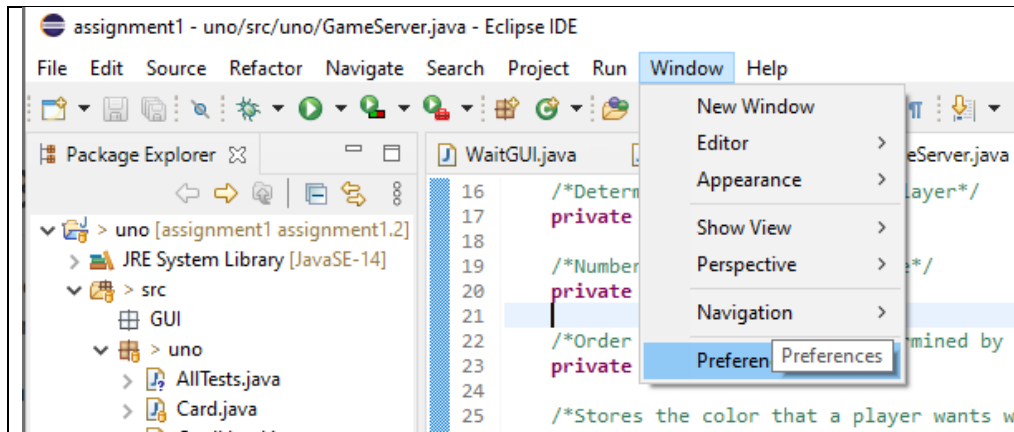 assignment1 - uno/src/uno/GameServer.java - Eclipse IDE
File Edit Source Refactor Navigate Search Project Run Window Help
New Window
Editor
Appearance
Show View
Perspective
Navigation
Preferen
Preferences
Package Explorer
> uno [assignment1 assignment1.2]
JRE System Library [JavaSE-14]
> src
GUI
> uno
AllTests.java
Card.java
WaitGUI.java eServer.java
16 /*Determ layer*/
17 private
18
19 /*Number e*/
20 private
21
22 /*Order mined by
23 private
24
25 /*Stores the color that a player wants w